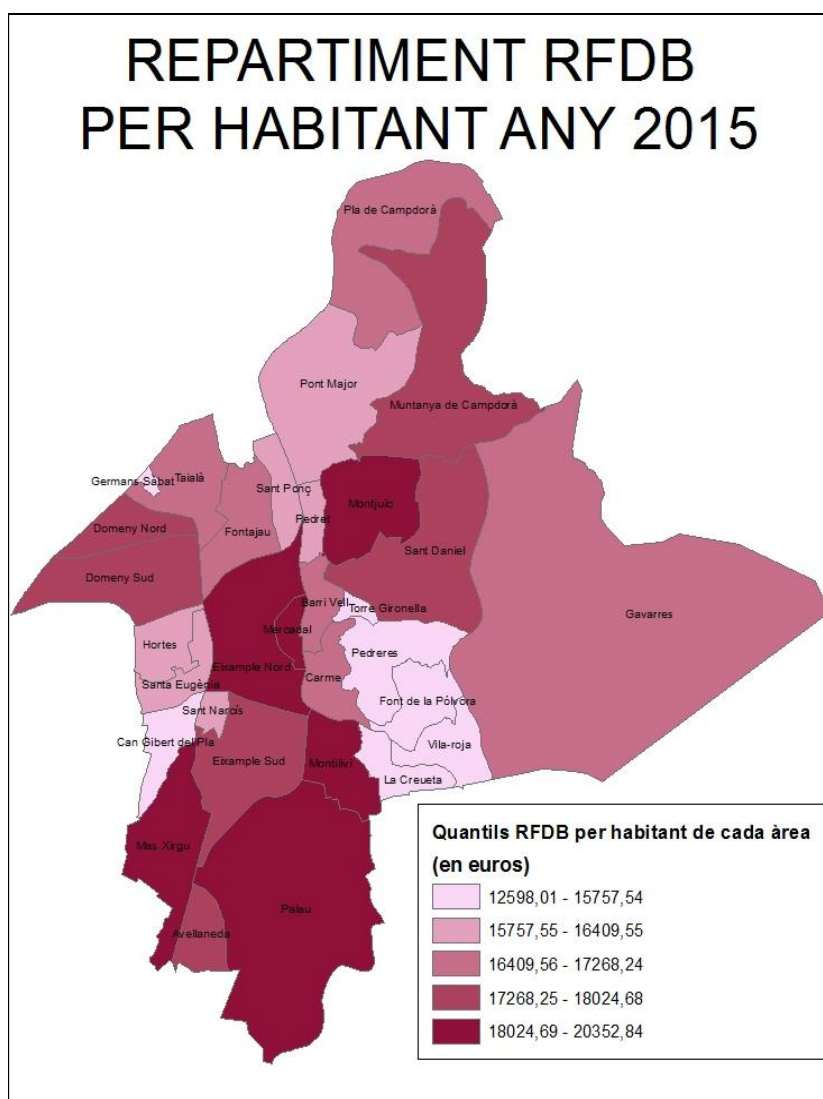 REPARTIMENT RFDB
PER HABITANT ANY 2015
Pla de Campdorà
Pont Major
Muntanya de Campdorà
Germans Sabat
Taialà
Sant Ponç
Montjuïc
Pedret
Domeny Nord
Fontajau
Sant Daniel
Domeny Sud
Barri Vell
Torre Gironella
Gavarres
Mercadal
Hortes
Pedreres
Eixample Nord
Carme
Santa Eugènia
Font de la Pólvora
Sant Narcís
Can Gibert del Pla
Vila-roja
Eixample Sud
Montilivi
La Creueta
Mas Xirgu
Palau
Avellaneda
Quantils RFDB per habitant de cada àrea
(en euros)
12598,01 - 15757,54
15757,55 - 16409,55
16409,56 - 17268,24
17268,25 - 18024,68
18024,69 - 20352,84